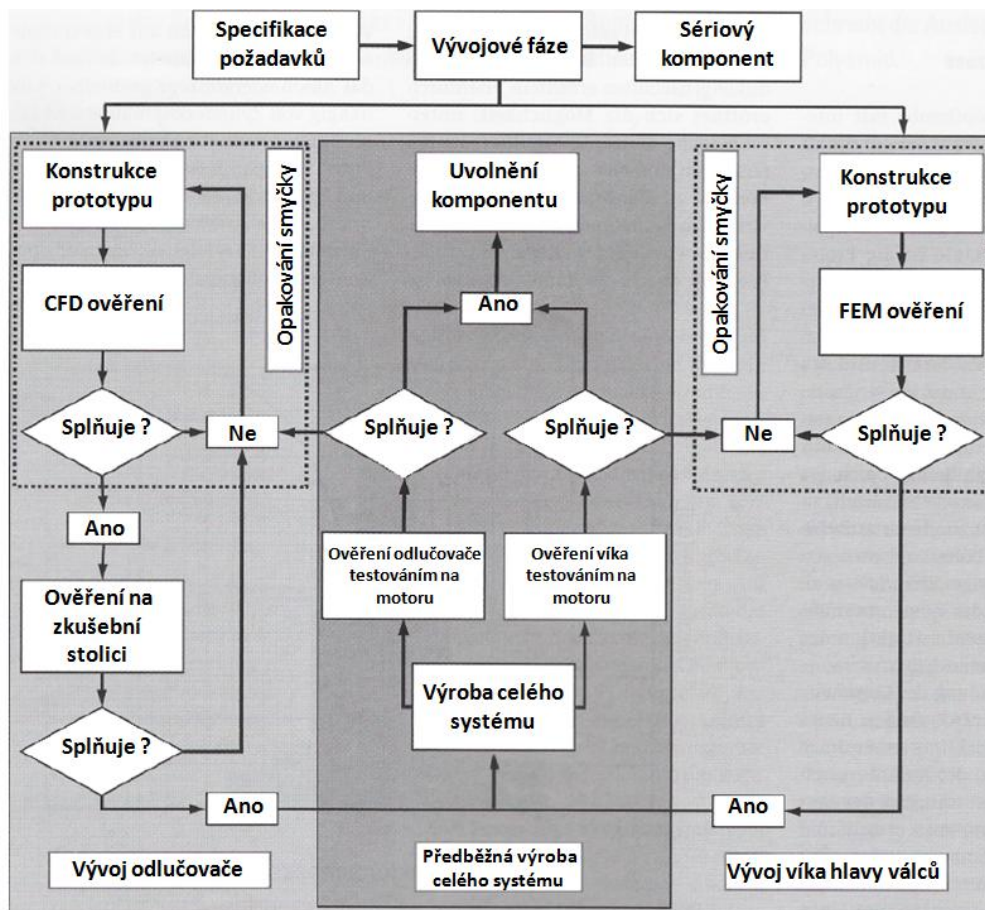 Specifikace
požadavků
Vývojové fáze
Sériový
komponent
Konstrukce
prototypu
Opakování smyčky
CFD ověření
Splňuje ?
Ne
Ano
Ověření na
zkušební
stolici
Splňuje ?
Ano
Vývoj odlučovače
Uvolnění
komponentu
Ano
Splňuje ?
Splňuje ?
Ověření odlučovače
testováním na
motoru
Ověření víka
testováním na
motoru
Výroba celého
systému
Předběžná výroba
celého systému
Opakování smyčky
Konstrukce
prototypu
FEM ověření
Splňuje ?
Ne
Ano
Vývoj víka hlavy válců